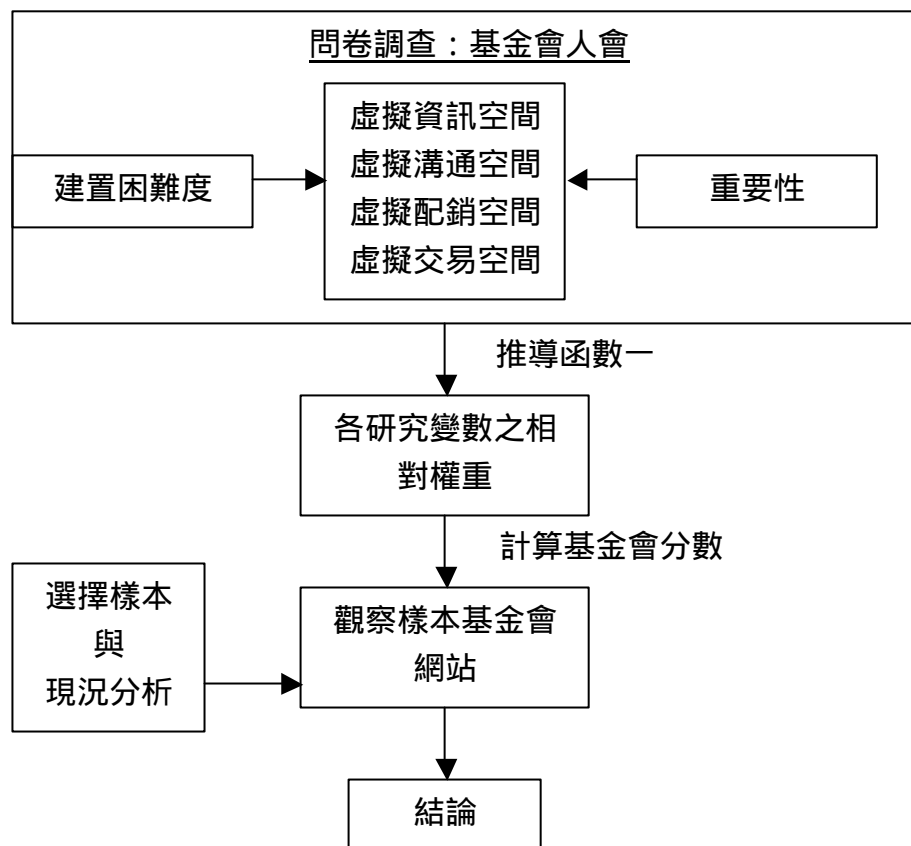 問卷調查：基金會人會
虛擬資訊空間
虛擬溝通空間
虛擬配銷空間
虛擬交易空間
建置困難度
重要性
推導函數一
各研究變數之相
對權重
計算基金會分數
選擇樣本
與
現況分析
觀察樣本基金會
網站
結論